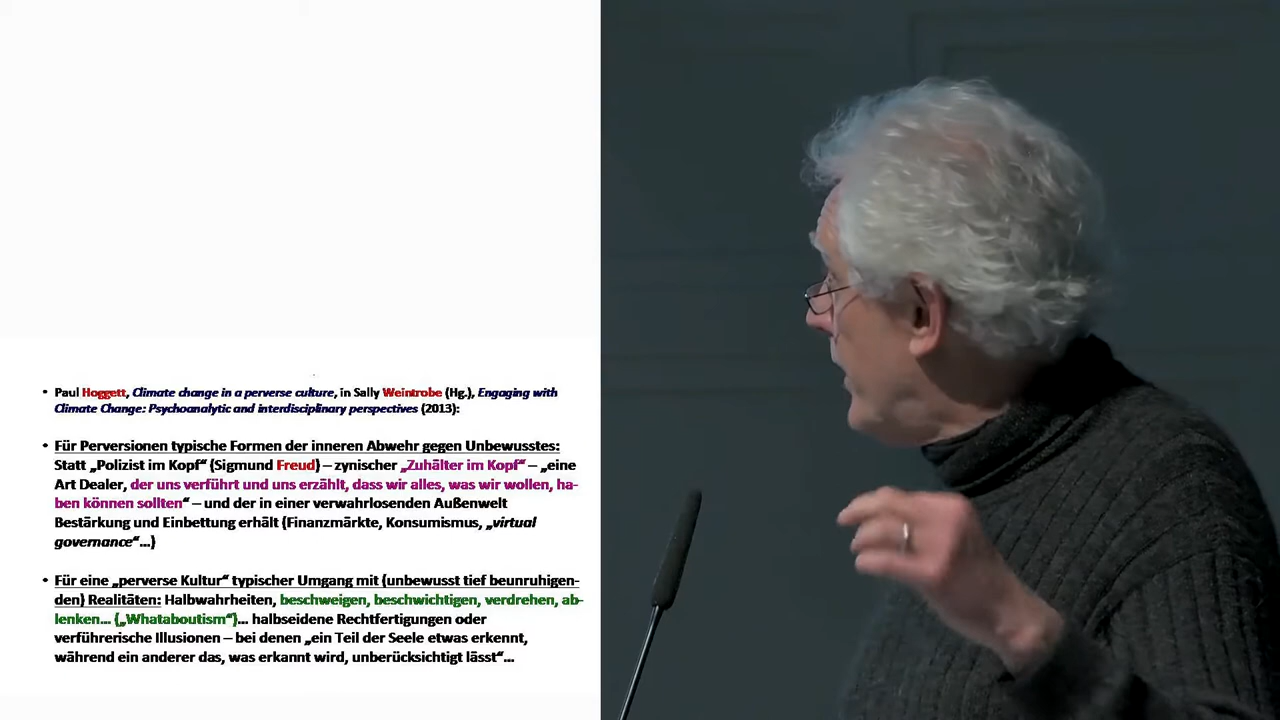 • Paul Hoggett, Climate change in a perverse culture, in Sally Weintrobe (Hg.), Engaging with
Climate Change: Psychoanalytic and interdisciplinary perspectives (2013):
• Für Perversionen typische Formen der inneren Abwehr gegen Unbewusstes:
Statt „Polizist im Kopf“ (Sigmund Freud) – zynischer „Zuhälter im Kopf“ – „eine
Art Dealer, der uns verführt und uns erzählt, dass wir alles, was wir wollen, ha-
ben können sollten“ – und der in einer verwahrlosenden Außenwelt
Bestärkung und Einbettung erhält (Finanzmärkte, Konsumismus, „virtual
governance“...)
• Für eine „perverse Kultur“ typischer Umgang mit (unbewusst tief beunruhigen-
den) Realitäten: Halbwahrheiten, beschweigen, beschwichtigen, verdrehen, ab-
lenken... („Whataboutism“)... halbseidene Rechtfertigungen oder
verführerische Illusionen – bei denen „ein Teil der Seele etwas erkennt,
während ein anderer das, was erkannt wird, unberücksichtigt lässt“...